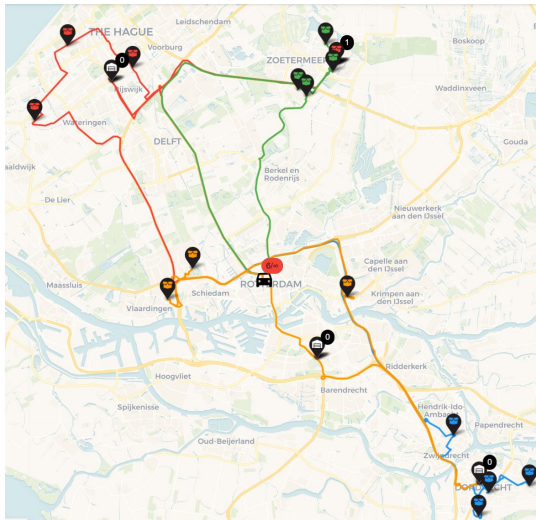 THE HAGUE
Leidschendam
Voorburg
0
Rijswijk
ZOETERMEER
1
Boskoop
Waddinxveen
Wateringen
DELFT
Gouda
Berkel en
Rodenrijs
De Lier
Nieuwerkerk
aan den IJssel
Maassluis
Schiedam
ROTTERDAM
Capelle aan
den IJssel
Vlaardingen
Krimpen aan
den IJssel
0
Hoogvliet
Ridderkerk
Barendrecht
Spijkenisse
Hendrik-Ido-
Ambacht
Papendrecht
Oud-Beijerland
Zwijndrecht
0
DORDRECHT